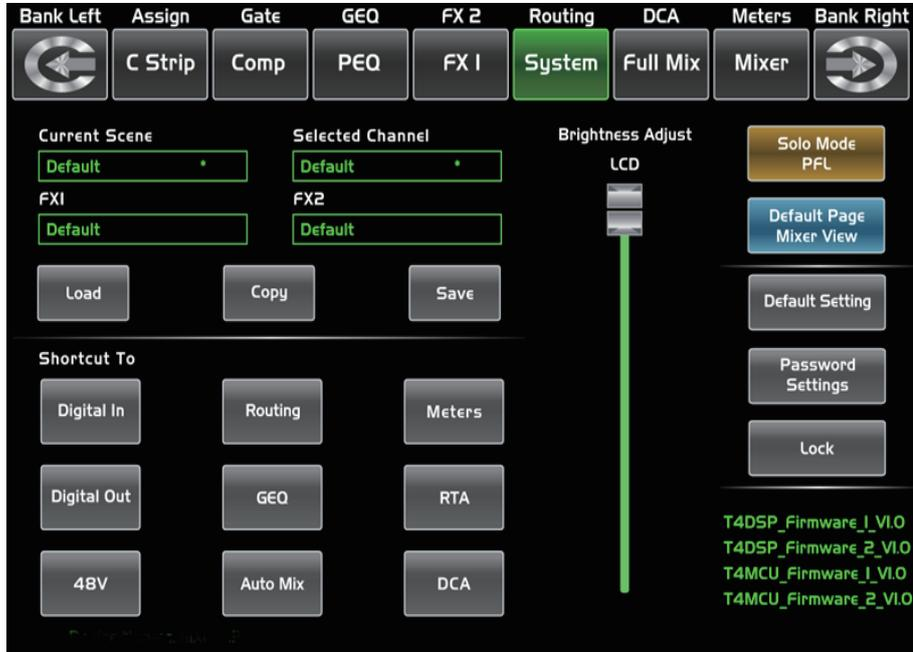 Bank Left Assign Gate GEQ FX 2 Routing DCA Meters Bank Right
C Strip Comp PEQ FX 1 System Full Mix Mixer
Current Scene Selected Channel Brightness Adjust
Solo Mode
PFL
LCD
Default * Default *
FX1 FX2
Default Default
Default Page
Mixer View
Load Copy Save
Default Setting
Shortcut To
Password
Settings
Digital In Routing Meters
Lock
Digital Out GEQ RTA
T4DSP_Firmware_1_V1.0
T4DSP_Firmware_2_V1.0
T4MCU_Firmware_1_V1.0
T4MCU_Firmware_2_V1.0
48V Auto Mix DCA